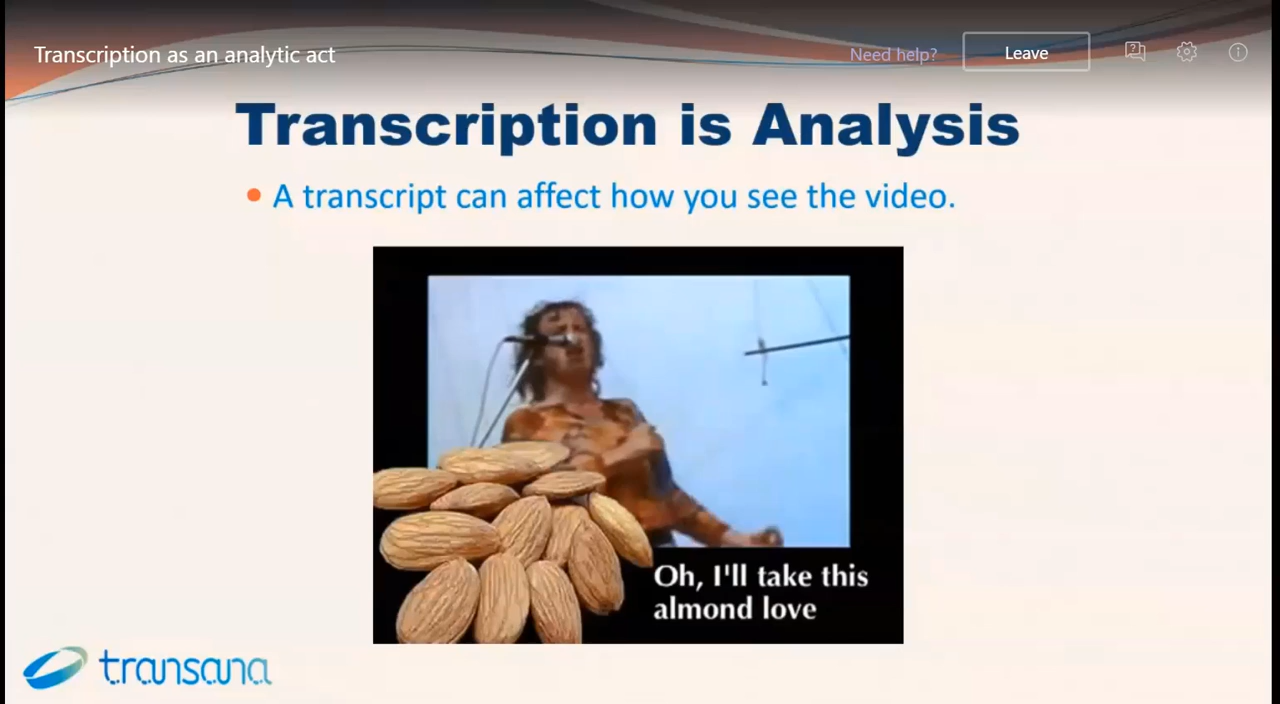 Transcription as an analytic act
Need help?
Leave
Transcription is Analysis
A transcript can affect how you see the video.
Oh, I'll take this
almond love
transana